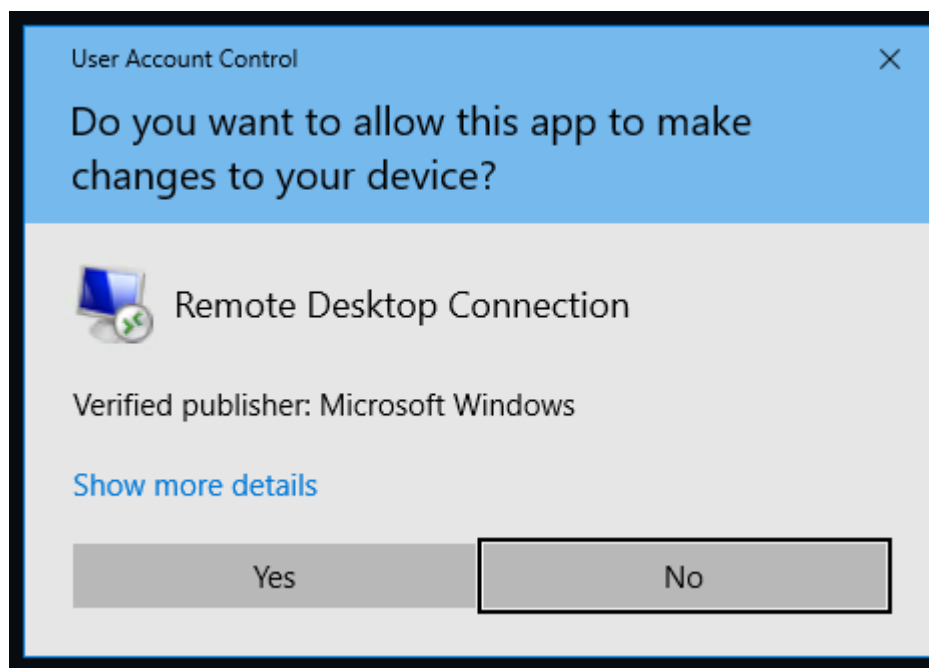 User Account Control
Do you want to allow this app to make
changes to your device?
Remote Desktop Connection
Verified publisher: Microsoft Windows
Show more details
Yes
No